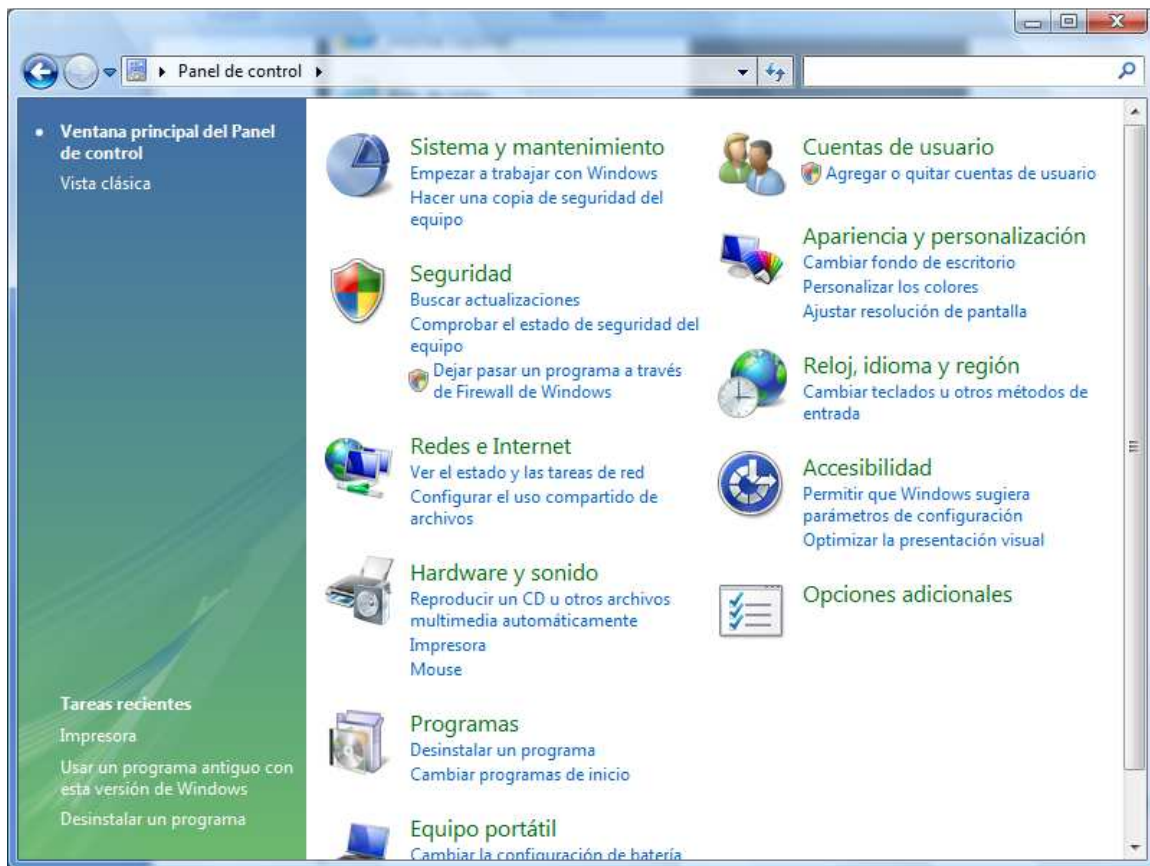 Panel de control
Ventana principal del Panel
de control
Vista clásica
Tareas recientes
Impresora
Usar un programa antiguo con
esta versión de Windows
Desinstalar un programa
Sistema y mantenimiento
Empezar a trabajar con Windows
Hacer una copia de seguridad del
equipo
Seguridad
Buscar actualizaciones
Comprobar el estado de seguridad del
equipo
Dejar pasar un programa a través
de Firewall de Windows
Redes e Internet
Ver el estado y las tareas de red
Configurar el uso compartido de
archivos
Hardware y sonido
Reproducir un CD u otros archivos
multimedia automáticamente
Impresora
Mouse
Programas
Desinstalar un programa
Cambiar programas de inicio
Equipo portátil
Cambiar la configuración de batería
Cuentas de usuario
Agregar o quitar cuentas de usuario
Apariencia y personalización
Cambiar fondo de escritorio
Personalizar los colores
Ajustar resolución de pantalla
Reloj, idioma y región
Cambiar teclados u otros métodos de
entrada
Accesibilidad
Permitir que Windows sugiera
parámetros de configuración
Optimizar la presentación visual
Opciones adicionales